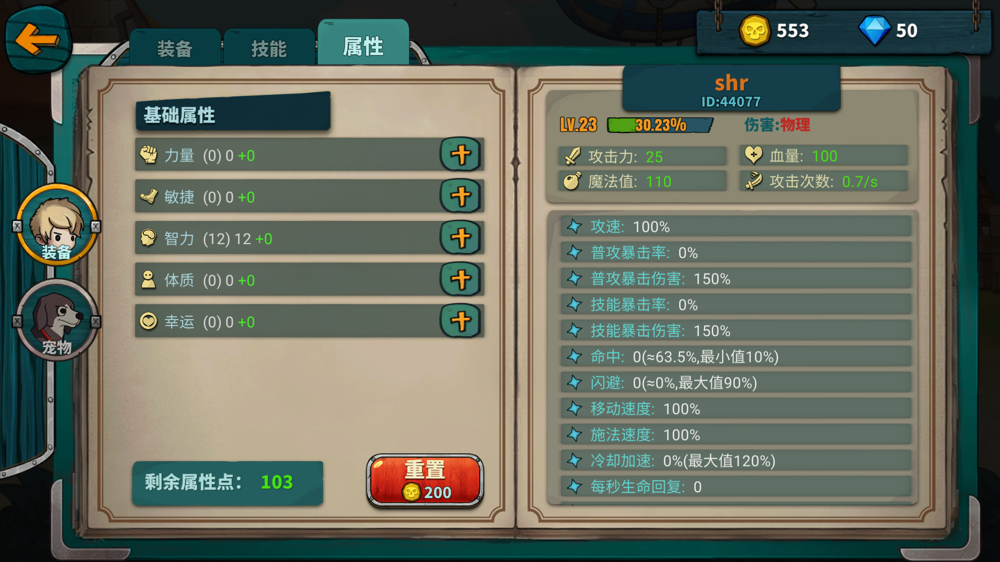 装备
技能
属性
553
50
基础属性
力量 (0) 0 +0
敏捷 (0) 0 +0
智力 (12) 12 +0
体质 (0) 0 +0
幸运 (0) 0 +0
剩余属性点： 103
重置
200
装备
宠物
shr
ID:44077
LV.23 30.23% 伤害:物理
攻击力: 25 血量: 100
魔法值: 110 攻击次数: 0.7/s
攻速: 100%
普攻暴击率: 0%
普攻暴击伤害: 150%
技能暴击率: 0%
技能暴击伤害: 150%
命中: 0(≈63.5%,最小值10%)
闪避: 0(≈0%,最大值90%)
移动速度: 100%
施法速度: 100%
冷却加速: 0%(最大值120%)
每秒生命回复: 0